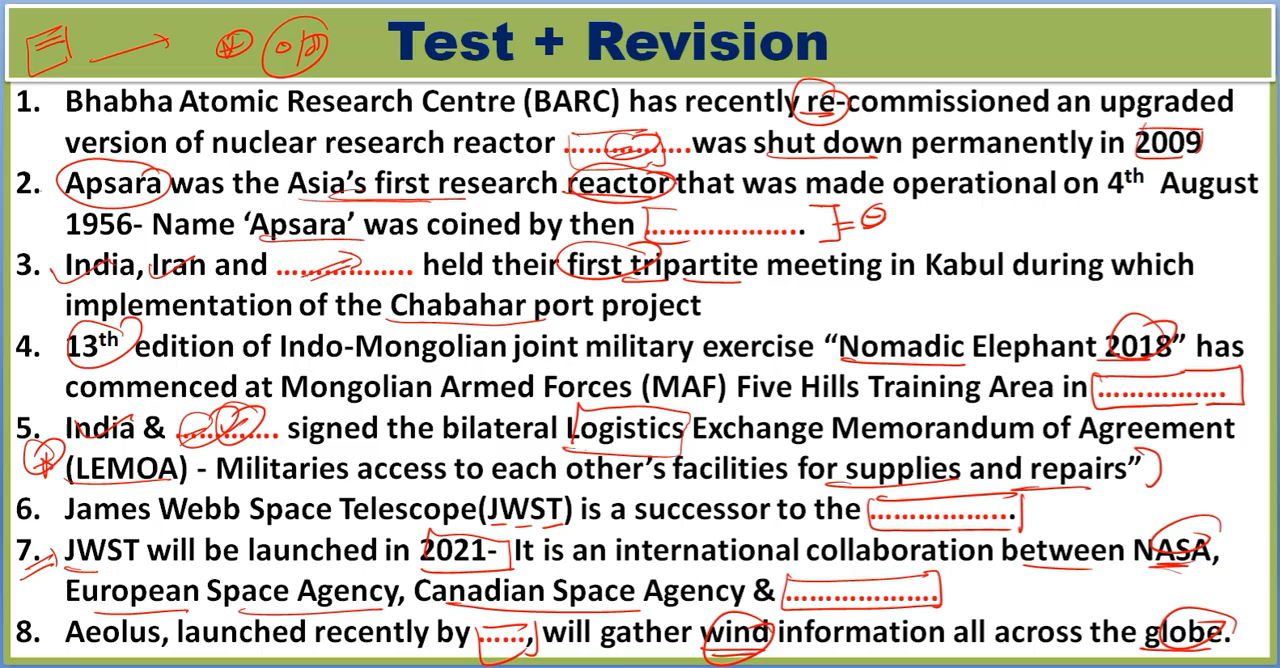 Test + Revision
1. Bhabha Atomic Research Centre (BARC) has recently re-commissioned an upgraded
version of nuclear research reactor ...............was shut down permanently in 2009
2. Apsara was the Asia's first research reactor that was made operational on 4th August
1956- Name 'Apsara' was coined by then ...................
3. India, Iran and ................. held their first tripartite meeting in Kabul during which
implementation of the Chabahar port project
4. 13th edition of Indo-Mongolian joint military exercise "Nomadic Elephant 2018" has
commenced at Mongolian Armed Forces (MAF) Five Hills Training Area in ................
5. India & ............. signed the bilateral Logistics Exchange Memorandum of Agreement
(LEMOA) - Militaries access to each other's facilities for supplies and repairs"
6. James Webb Space Telescope(JWST) is a successor to the ..................
7. JWST will be launched in 2021- It is an international collaboration between NASA,
European Space Agency, Canadian Space Agency & ...................
8. Aeolus, launched recently by ......, will gather wind information all across the globe.